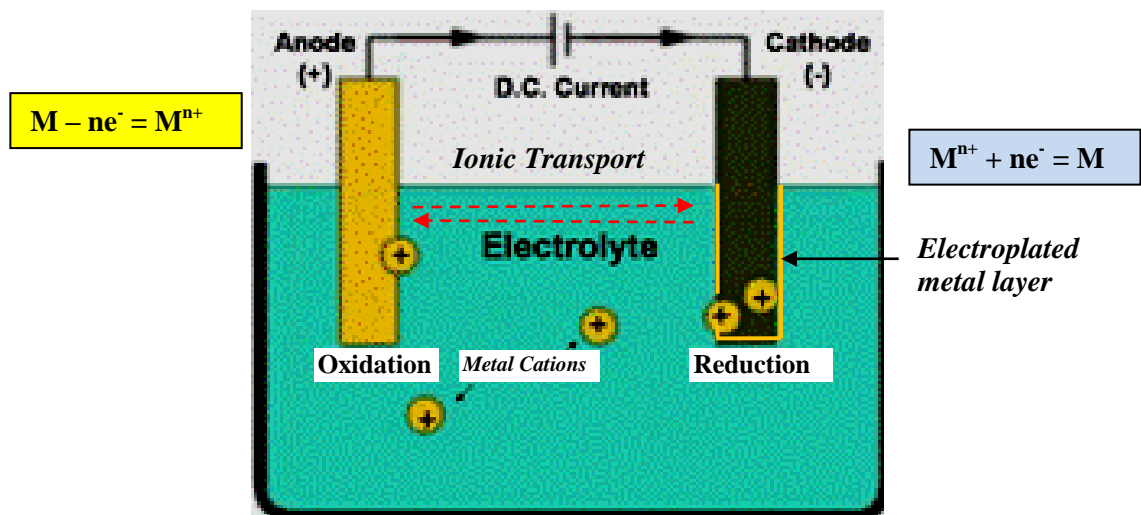 Anode
(+)
D.C. Current
Cathode
(-)
M – ne⁻ = Mⁿ⁺
Ionic Transport
Mⁿ⁺ + ne⁻ = M
Electrolyte
Electroplated
metal layer
+
+
+
+
+
Oxidation
Metal Cations
Reduction